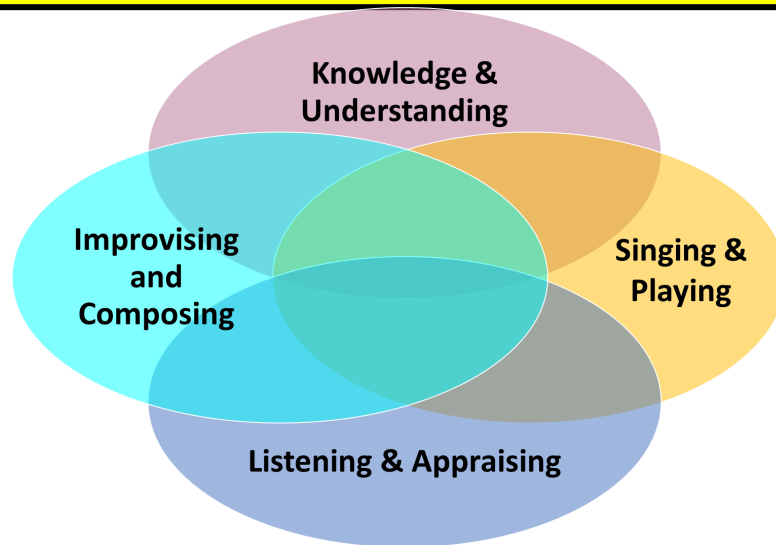 Knowledge &
Understanding
Improvising
and
Composing
Singing &
Playing
Listening & Appraising